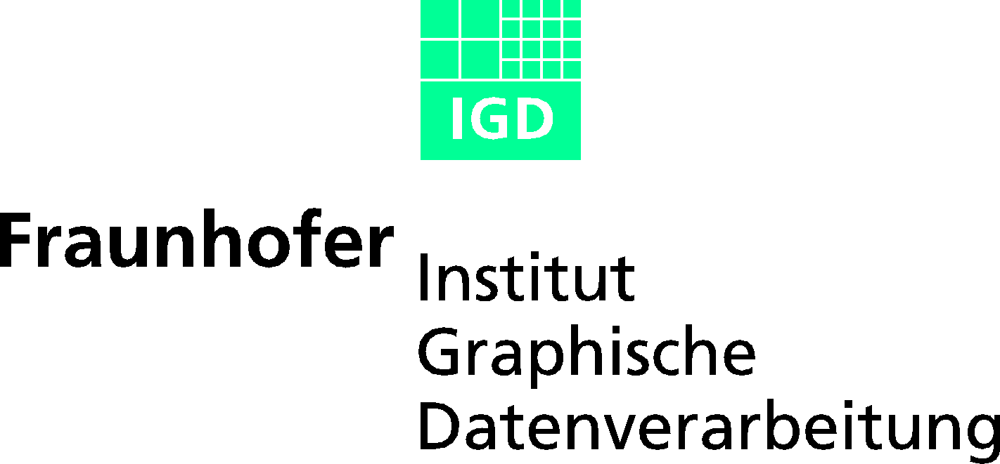 IGD
Fraunhofer
Institut
Graphische
Datenverarbeitung